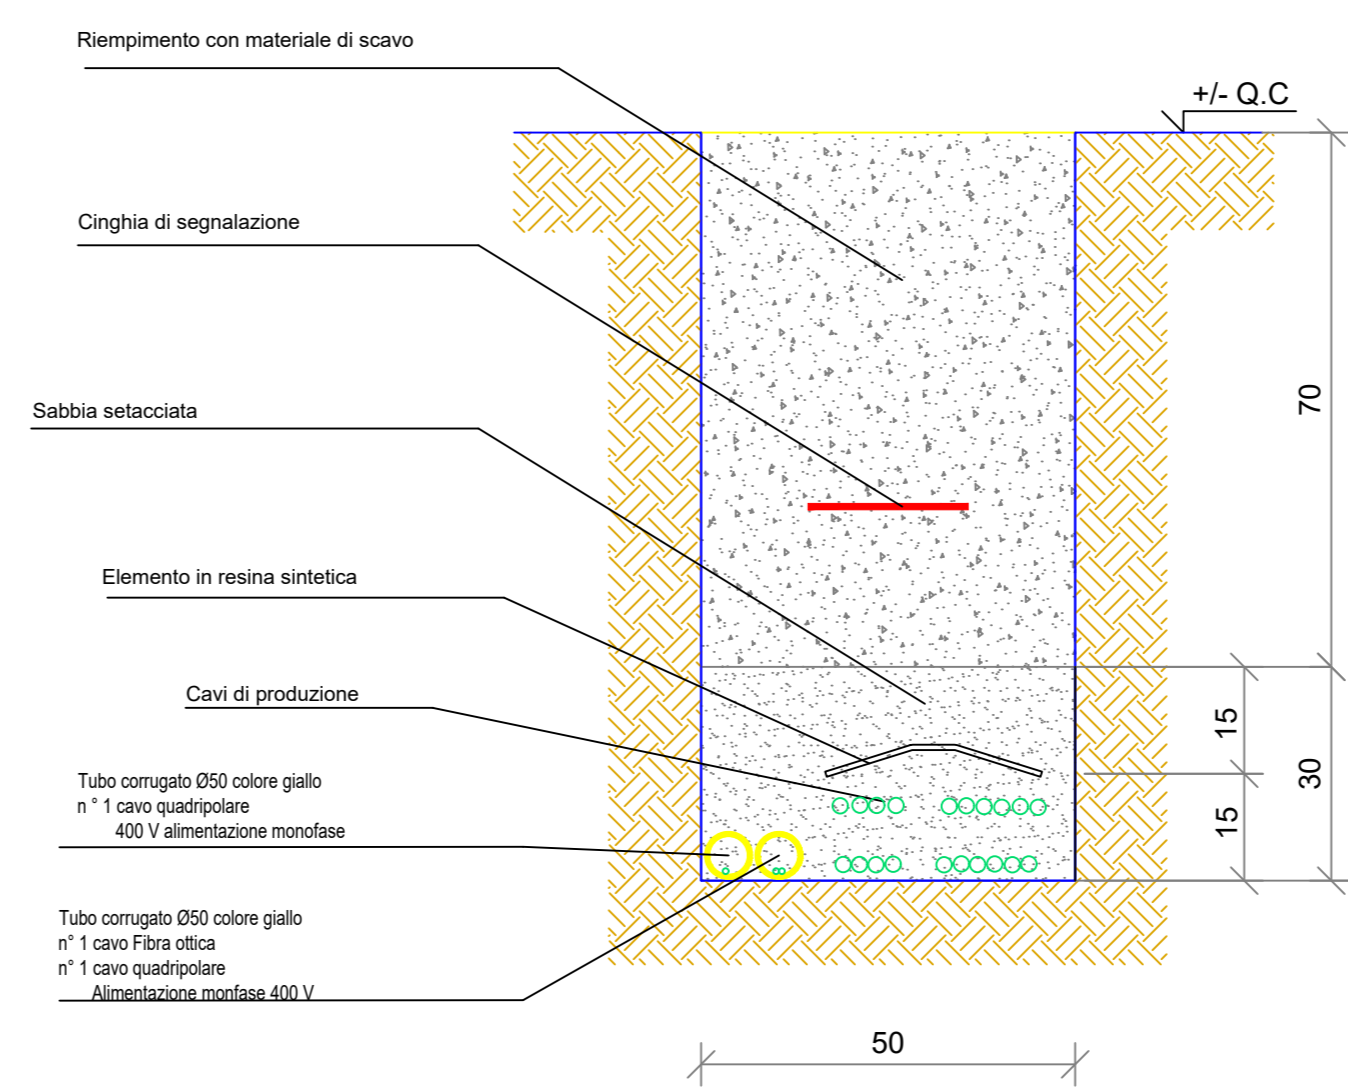 Riempimento con materiale di scavo
+/- Q.C
Cinghia di segnalazione
70
Sabbia setacciata
Elemento in resina sintetica
Cavi di produzione
15
30
15
Tubo corrugato Ø50 colore giallo
n ° 1 cavo quadripolare
400 V alimentazione monofase
Tubo corrugato Ø50 colore giallo
n° 1 cavo Fibra ottica
n° 1 cavo quadripolare
Alimentazione monfase 400 V
50